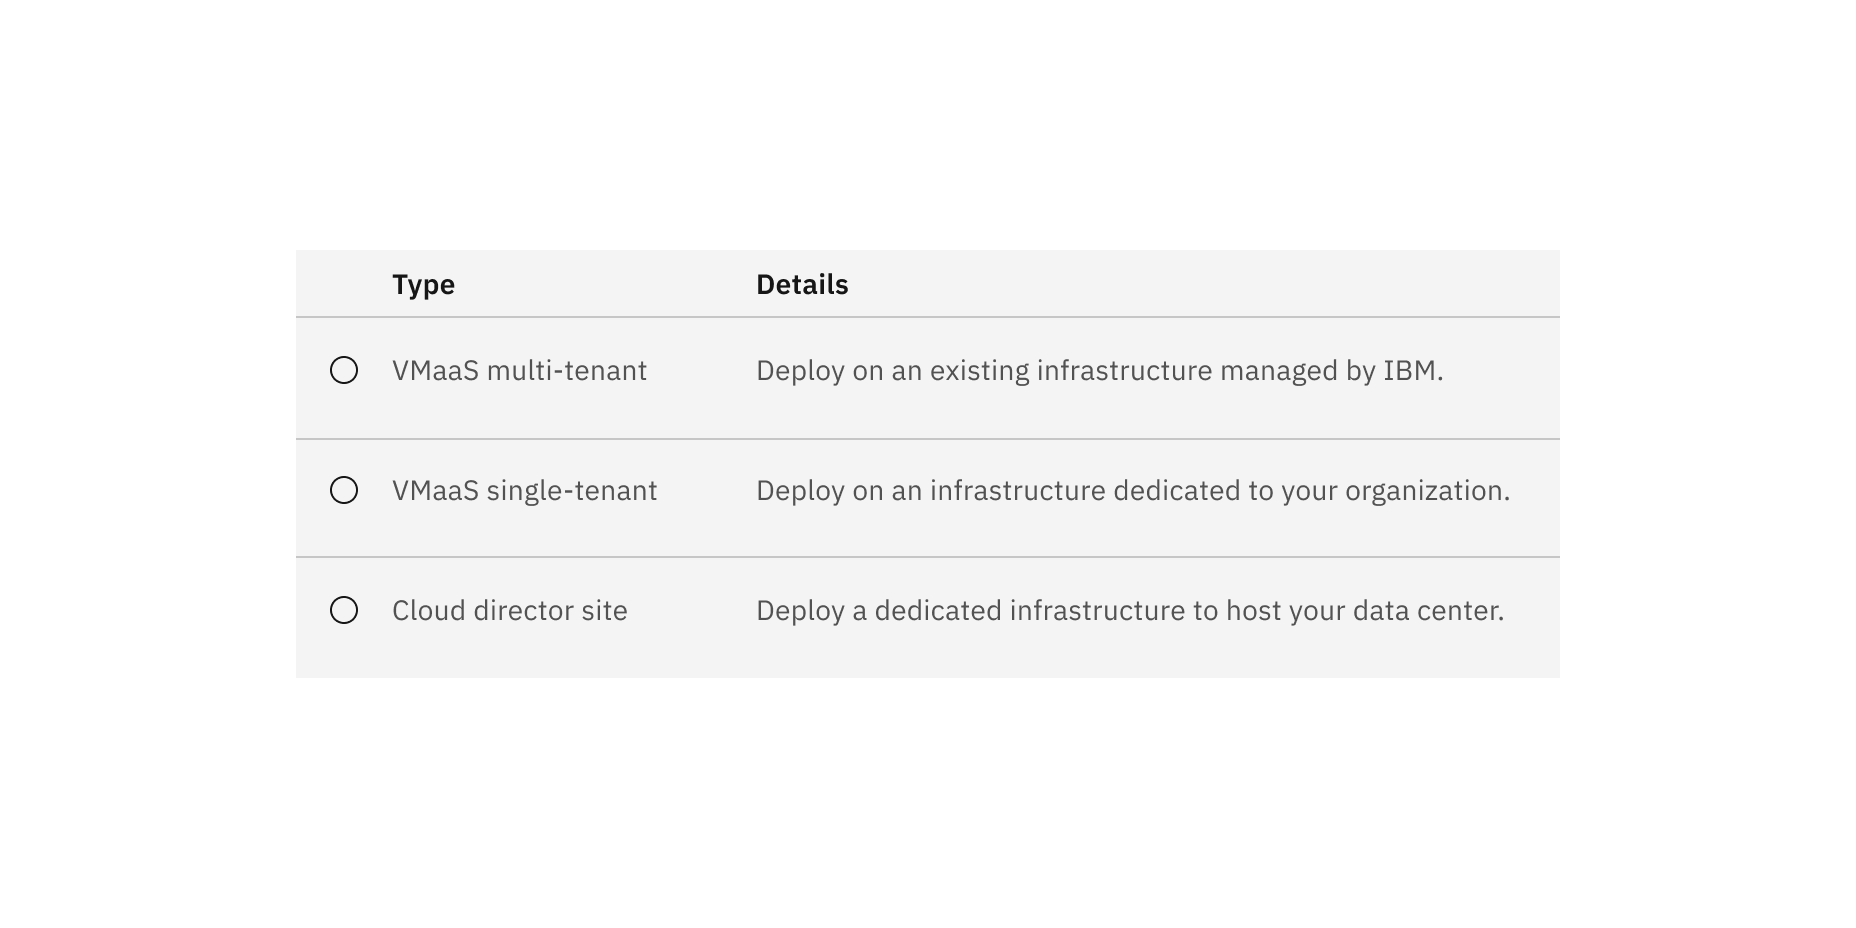 Type Details
VMaaS multi-tenant Deploy on an existing infrastructure managed by IBM.
VMaaS single-tenant Deploy on an infrastructure dedicated to your organization.
Cloud director site Deploy a dedicated infrastructure to host your data center.